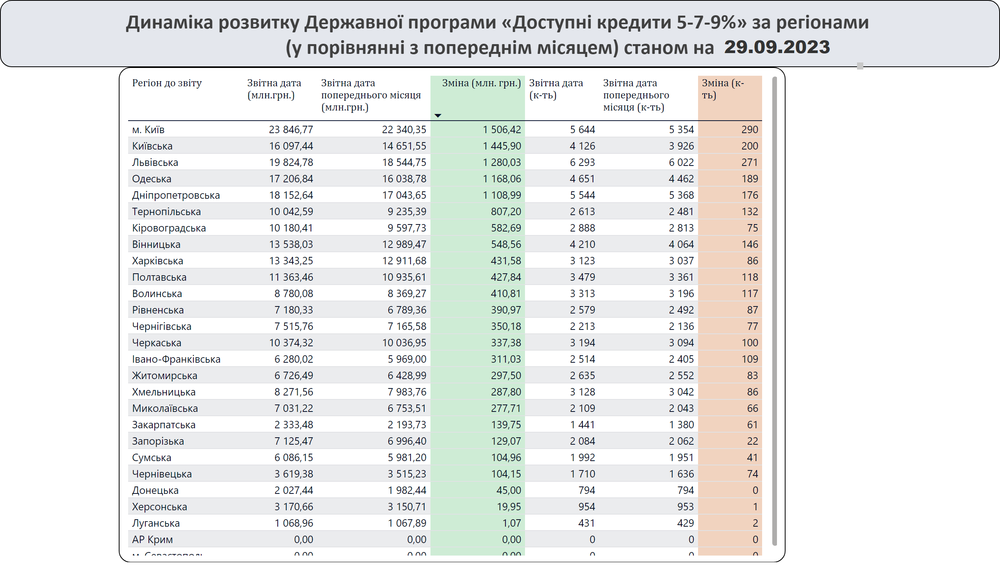 Динаміка розвитку Державної програми «Доступні кредити 5-7-9%» за регіонами
(у порівнянні з попереднім місяцем) станом на 29.09.2023
Регіон до звіту Звітна дата (млн.грн.) Звітна дата попереднього місяця (млн.грн.) Зміна (млн. грн.) Звітна дата (к-ть) Звітна дата попереднього місяця (к-ть) Зміна (к-ть)
м. Київ 23 846,77 22 340,35 1 506,42 5 644 5 354 290
Київська 16 097,44 14 651,55 1 445,90 4 126 3 926 200
Львівська 19 824,78 18 544,75 1 280,03 6 293 6 022 271
Одеська 17 206,84 16 038,78 1 168,06 4 651 4 462 189
Дніпропетровська 18 152,64 17 043,65 1 108,99 5 544 5 368 176
Тернопільська 10 042,59 9 235,39 807,20 2 613 2 481 132
Кіровоградська 10 180,41 9 597,73 582,69 2 888 2 813 75
Вінницька 13 538,03 12 989,47 548,56 4 210 4 064 146
Харківська 13 343,25 12 911,68 431,58 3 123 3 037 86
Полтавська 11 363,46 10 935,61 427,84 3 479 3 361 118
Волинська 8 780,08 8 369,27 410,81 3 313 3 196 117
Рівненська 7 180,33 6 789,36 390,97 2 579 2 492 87
Чернігівська 7 515,76 7 165,58 350,18 2 213 2 136 77
Черкаська 10 374,32 10 036,95 337,38 3 194 3 094 100
Івано-Франківська 6 280,02 5 969,00 311,03 2 514 2 405 109
Житомирська 6 726,49 6 428,99 297,50 2 635 2 552 83
Хмельницька 8 271,56 7 983,76 287,80 3 128 3 042 86
Миколаївська 7 031,22 6 753,51 277,71 2 109 2 043 66
Закарпатська 2 333,48 2 193,73 139,75 1 441 1 380 61
Запорізька 7 125,47 6 996,40 129,07 2 084 2 062 22
Сумська 6 086,15 5 981,20 104,96 1 992 1 951 41
Чернівецька 3 619,38 3 515,23 104,15 1 710 1 636 74
Донецька 2 027,44 1 982,44 45,00 794 794 0
Херсонська 3 170,66 3 150,71 19,95 954 953 1
Луганська 1 068,96 1 067,89 1,07 431 429 2
АР Крим 0,00 0,00 0,00 0 0 0
м. Севастополь 0,00 0,00 0,00 0 0 0